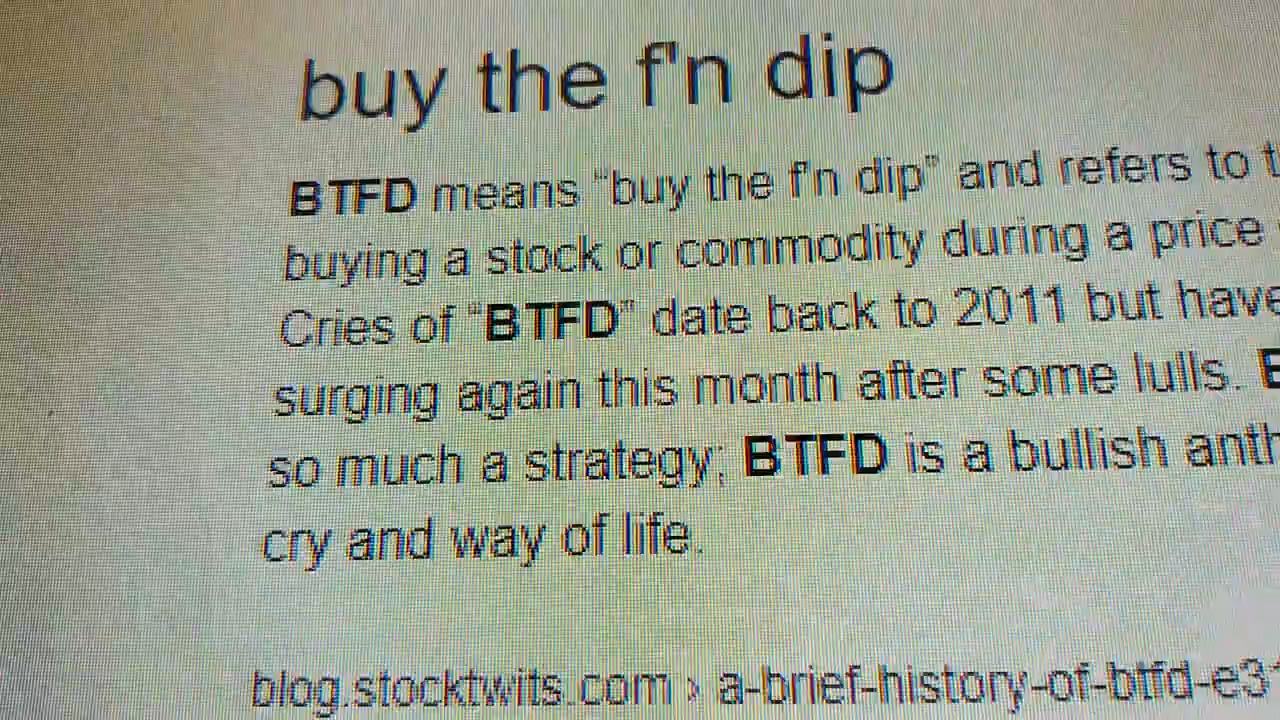 buy the f'n dip
BTFD means “buy the f'n dip” and refers to
buying a stock or commodity during a price
Cries of “BTFD” date back to 2011 but have
surging again this month after some lulls.
so much a strategy; BTFD is a bullish
cry and way of life.
blog.stocktwits.com › a-brief-history-of-btfd-e3